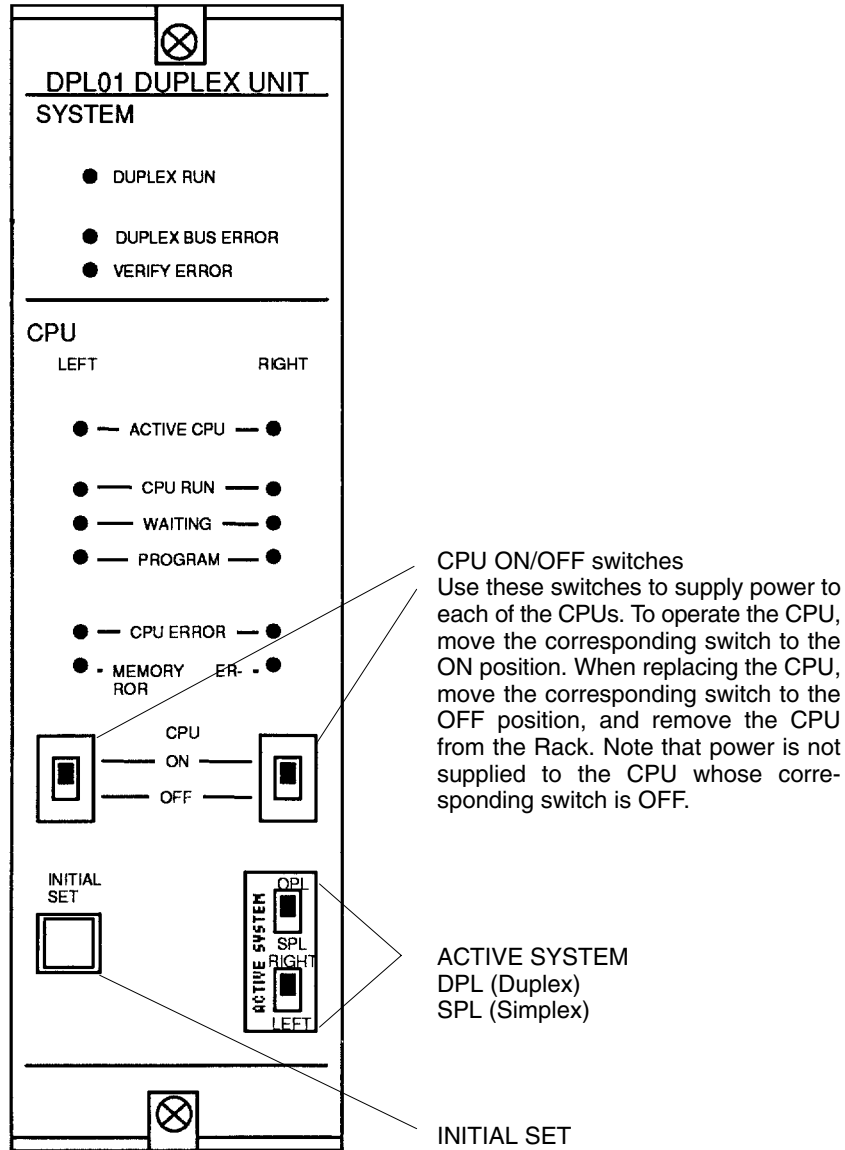 DPL01 DUPLEX UNIT
SYSTEM
DUPLEX RUN
DUPLEX BUS ERROR
VERIFY ERROR
CPU
LEFT RIGHT
ACTIVE CPU
CPU RUN
WAITING
PROGRAM
CPU ERROR
MEMORY ER-
ROR
CPU
ON
OFF
INITIAL
SET
ACTIVE SYSTEM
DPL
SPL
RIGHT
LEFT
CPU ON/OFF switches
Use these switches to supply power to
each of the CPUs. To operate the CPU,
move the corresponding switch to the
ON position. When replacing the CPU,
move the corresponding switch to the
OFF position, and remove the CPU
from the Rack. Note that power is not
supplied to the CPU whose corre-
sponding switch is OFF.
ACTIVE SYSTEM
DPL (Duplex)
SPL (Simplex)
INITIAL SET